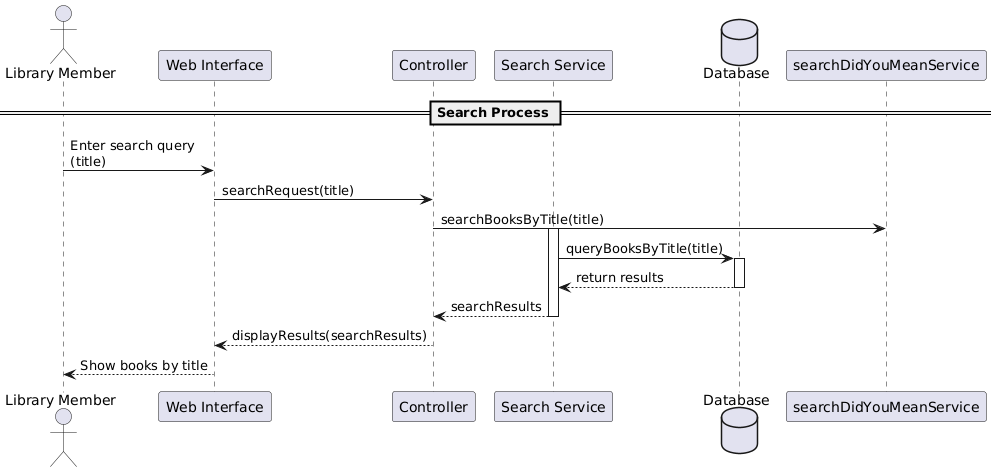 Library Member
Web Interface
Controller
Search Service
Database
searchDidYouMeanService
Search Process
Enter search query
(title)
searchRequest(title)
searchBooksByTitle(title)
queryBooksByTitle(title)
return results
searchResults
displayResults(searchResults)
Show books by title
Library Member
Web Interface
Controller
Search Service
Database
searchDidYouMeanService